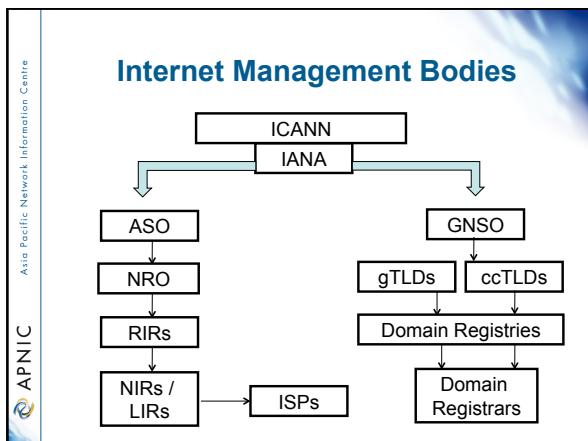 Internet Management Bodies
ICANN
IANA
ASO
GNSO
NRO
gTLDs
ccTLDs
RIRs
Domain Registries
NIRs /
LIRs
ISPs
Domain
Registrars
APNIC
Asia Pacific Network Information Centre